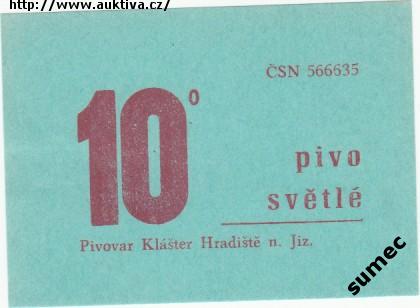 http://www.auktiva.cz/
ČSN 566635
10°
pivo
světlé
Pivovar Klášter Hradiště n. Jiz.
sumec